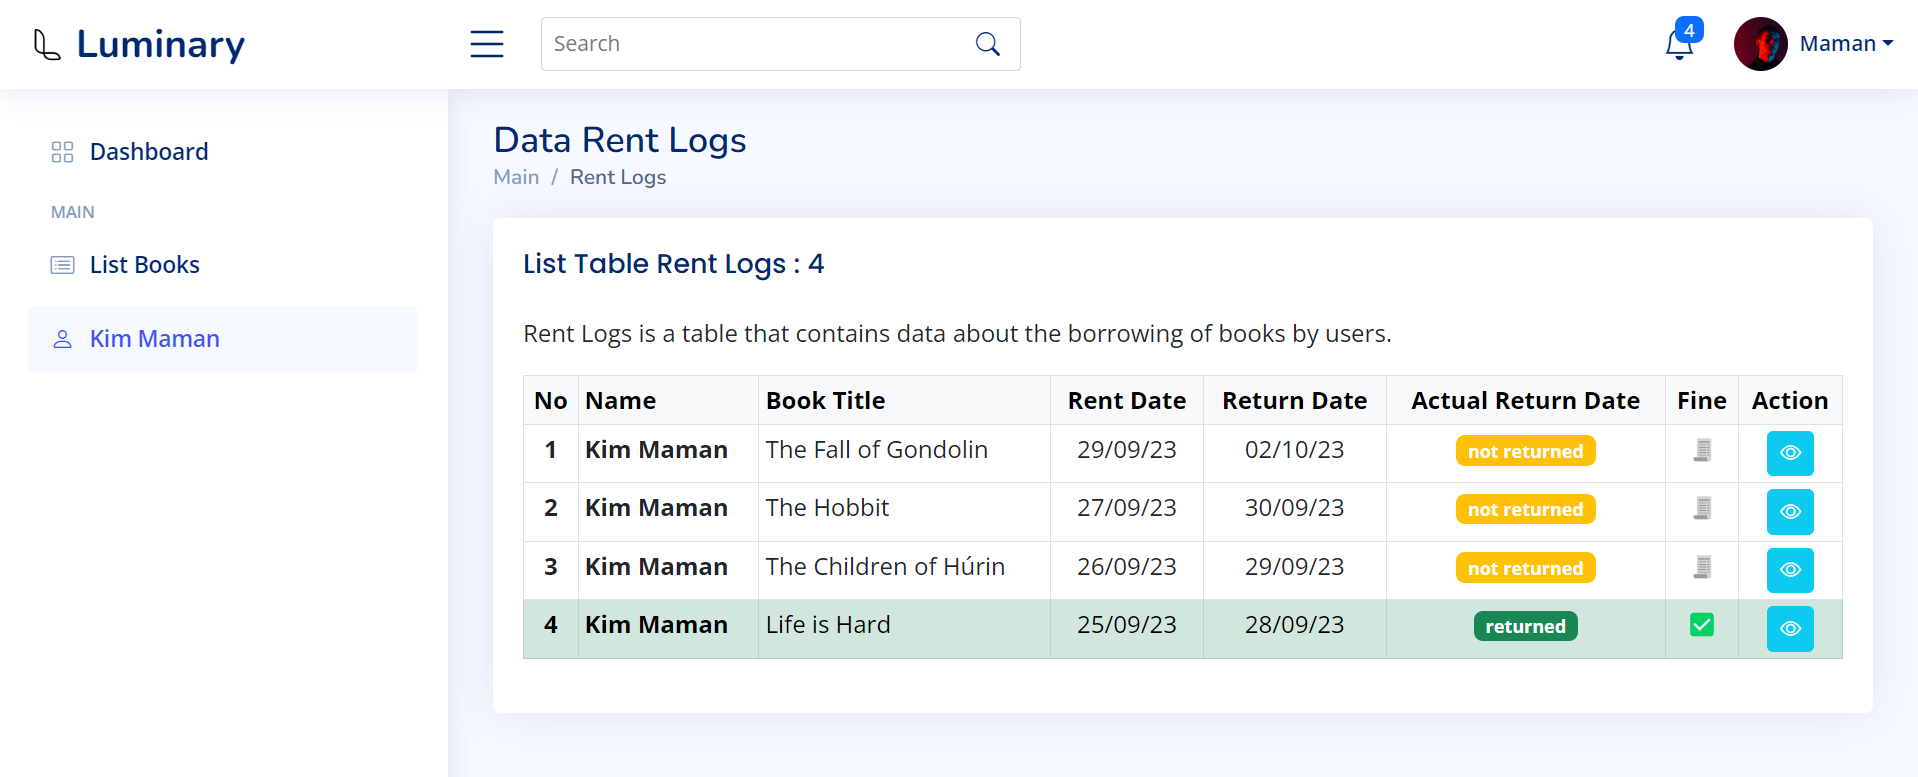 Luminary
Search
4
Maman
Dashboard
MAIN
List Books
Kim Maman
Data Rent Logs
Main / Rent Logs
List Table Rent Logs : 4
Rent Logs is a table that contains data about the borrowing of books by users.
No Name Book Title Rent Date Return Date Actual Return Date Fine Action
1 Kim Maman The Fall of Gondolin 29/09/23 02/10/23 not returned
2 Kim Maman The Hobbit 27/09/23 30/09/23 not returned
3 Kim Maman The Children of Húrin 26/09/23 29/09/23 not returned
4 Kim Maman Life is Hard 25/09/23 28/09/23 returned